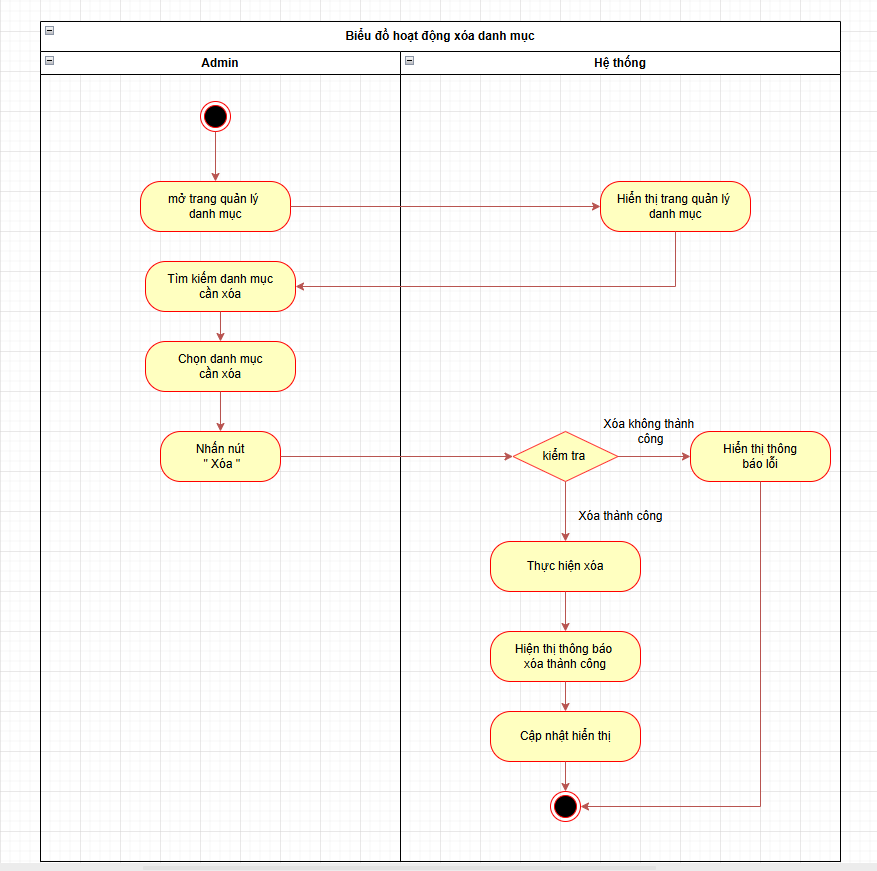 Biểu đồ hoạt động xóa danh mục
Admin
Hệ thống
mở trang quản lý
danh mục
Hiển thị trang quản lý
danh mục
Tìm kiếm danh mục
cần xóa
Chọn danh mục
cần xóa
Nhấn nút
" Xóa "
kiểm tra
Xóa không thành
công
Hiển thị thông
báo lỗi
Xóa thành công
Thực hiện xóa
Hiện thị thông báo
xóa thành công
Cập nhật hiển thị